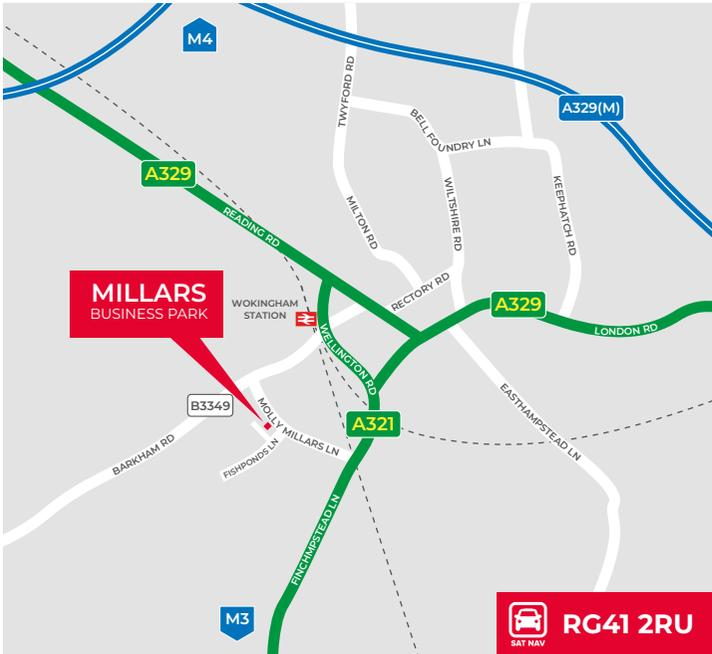 M4
TWYFORD RD
A329(M)
BELL FOUNDRY LN
A329
KEEPHATCH RD
WILTSHIRE RD
MILTON RD
READING RD
MILLARS
BUSINESS PARK
RECTORY RD
WOKINGHAM
STATION
A329
LONDON RD
WELLINGTON RD
B3349
MOLLY MILLARS LN
A321
EASTHAMPSTEAD LN
BARKHAM RD
FISHPONDS LN
FINCHMPSTEAD LN
M3
SAT NAV
RG41 2RU